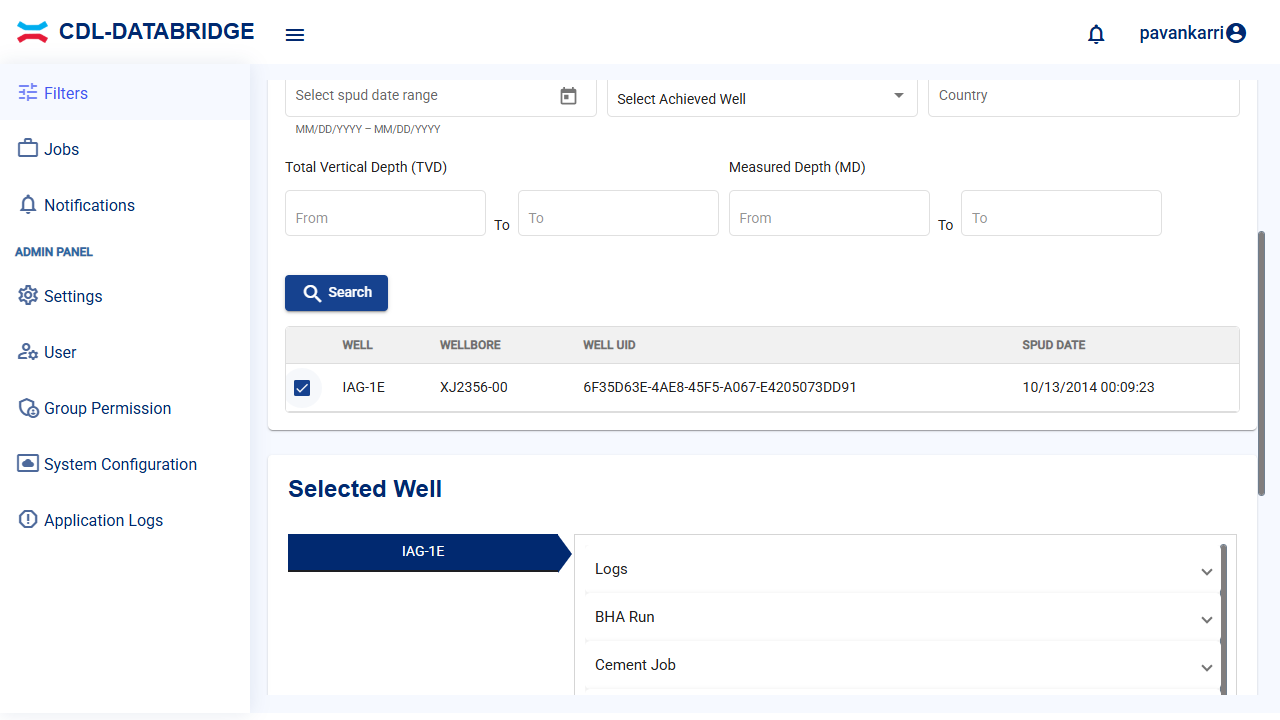 CDL-DATABRIDGE
pavankarri
Filters
Jobs
Notifications
ADMIN PANEL
Settings
User
Group Permission
System Configuration
Application Logs
Select spud date range
Select Achieved Well
Country
MM/DD/YYYY – MM/DD/YYYY
Total Vertical Depth (TVD)
Measured Depth (MD)
From To To From To To
Search
WELL WELLBORE WELL UID SPUD DATE
IAG-1E XJ2356-00 6F35D63E-4AE8-45F5-A067-E4205073DD91 10/13/2014 00:09:23
Selected Well
IAG-1E
Logs
BHA Run
Cement Job